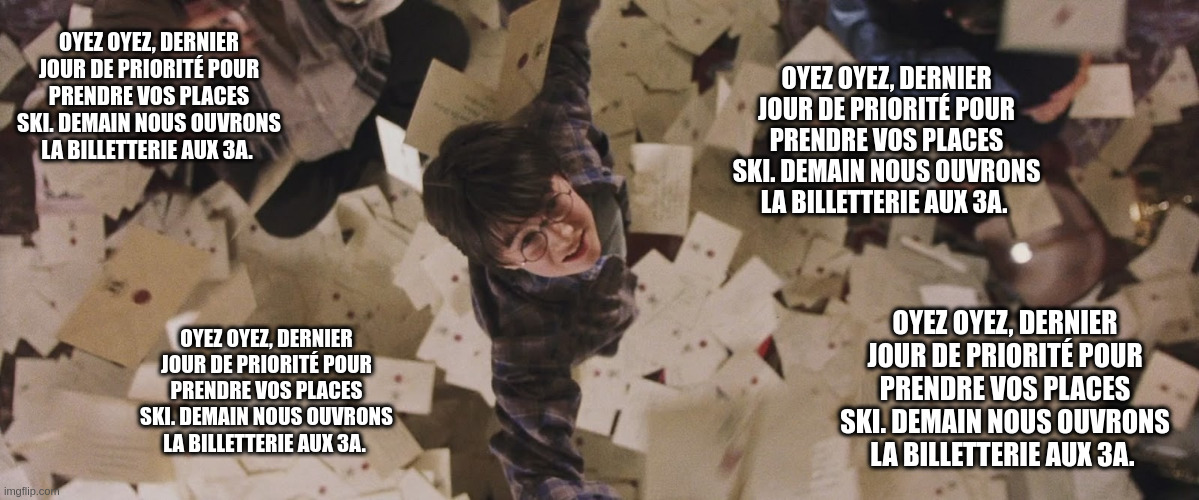 OYEZ OYEZ, DERNIER
JOUR DE PRIORITÉ POUR
PRENDRE VOS PLACES
SKI. DEMAIN NOUS OUVRONS
LA BILLETTERIE AUX 3A.
OYEZ OYEZ, DERNIER
JOUR DE PRIORITÉ POUR
PRENDRE VOS PLACES
SKI. DEMAIN NOUS OUVRONS
LA BILLETTERIE AUX 3A.
OYEZ OYEZ, DERNIER
JOUR DE PRIORITÉ POUR
PRENDRE VOS PLACES
SKI. DEMAIN NOUS OUVRONS
LA BILLETTERIE AUX 3A.
OYEZ OYEZ, DERNIER
JOUR DE PRIORITÉ POUR
PRENDRE VOS PLACES
SKI. DEMAIN NOUS OUVRONS
LA BILLETTERIE AUX 3A.
imgflip.com